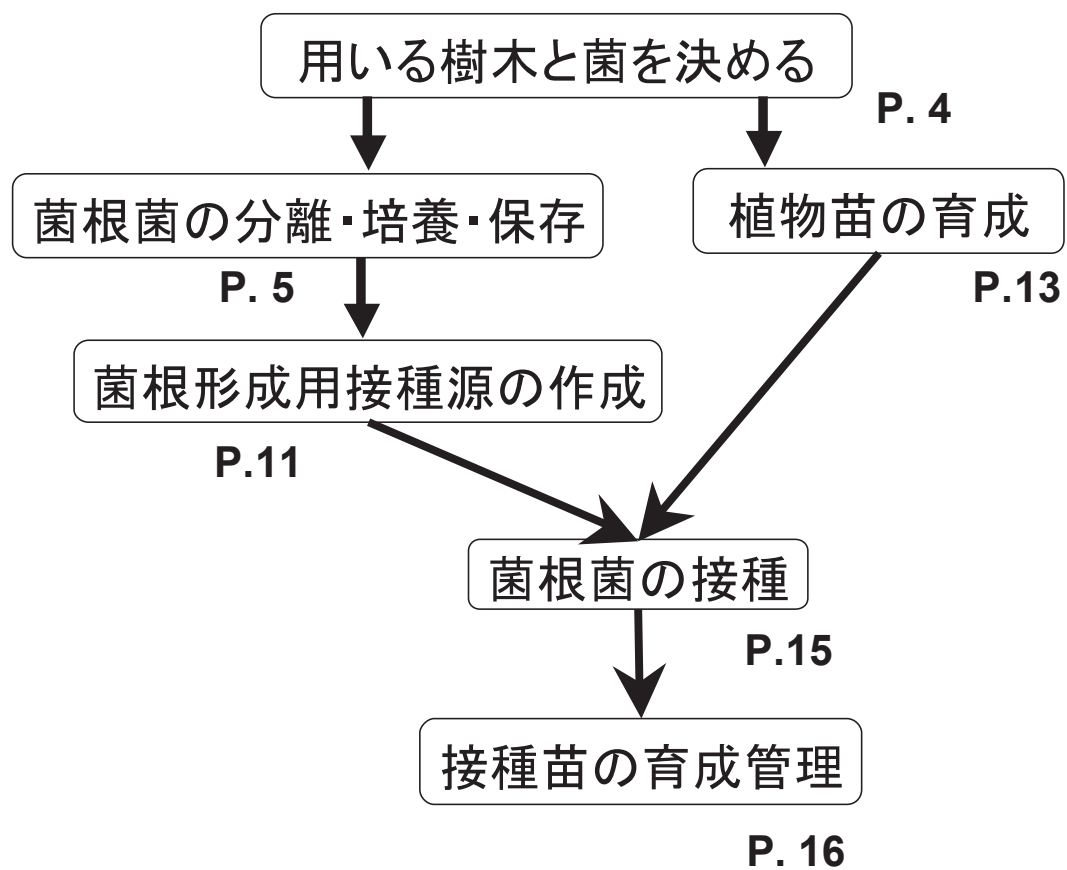 用いる樹木と菌を決める
P. 4
菌根菌の分離・培養・保存
P. 5
植物苗の育成
P.13
菌根形成用接種源の作成
P.11
菌根菌の接種
P.15
接種苗の育成管理
P. 16